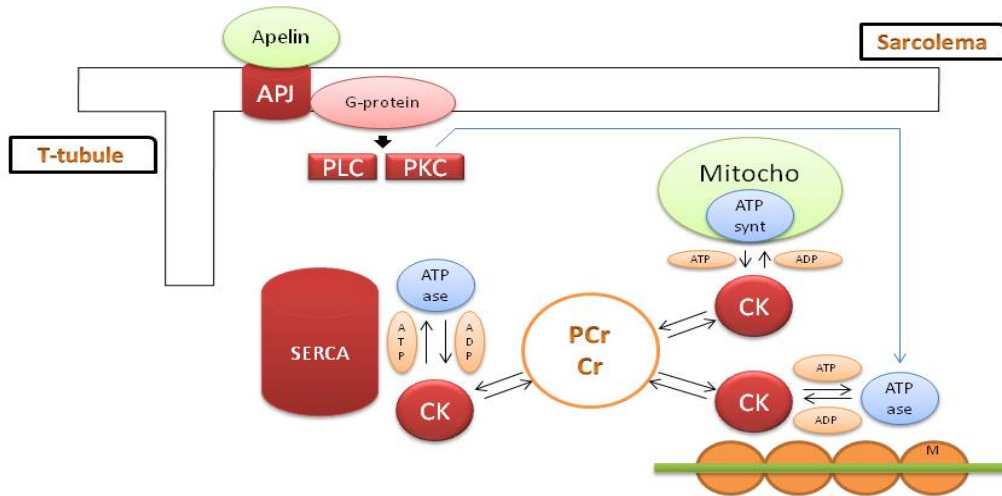 Apelin
Sarcolema
APJ
G-protein
T-tubule
PLC
PKC
Mitocho
ATP
synt
ATP
ADP
CK
ATP
ase
SERCA
A
T
P
A
D
P
CK
PCr
Cr
CK
ATP
ADP
ATP
ase
M